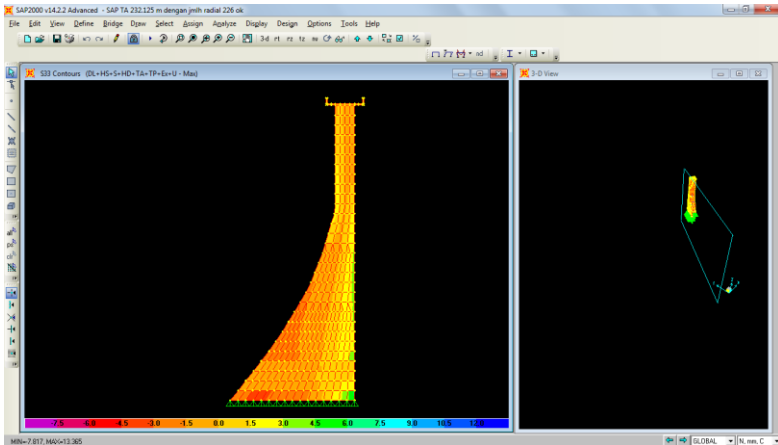 SAP2000 v14.2.2 Advanced - SAP TA 232.125 m dengan jmlh radial 226 ok
File Edit View Define Bridge Draw Select Assign Analyze Display Design Options Tools Help
3-d
nd
S33 Contours (DL+HS+S+HD+TA+TP+Ex+U - Max)
3-D View
-7.5 -6.0 -4.5 -3.0 -1.5 0.0 1.5 3.0 4.5 6.0 7.5 9.0 10.5 12.0
MIN=-7.817, MAX=13.365
GLOBAL
N, mm, C